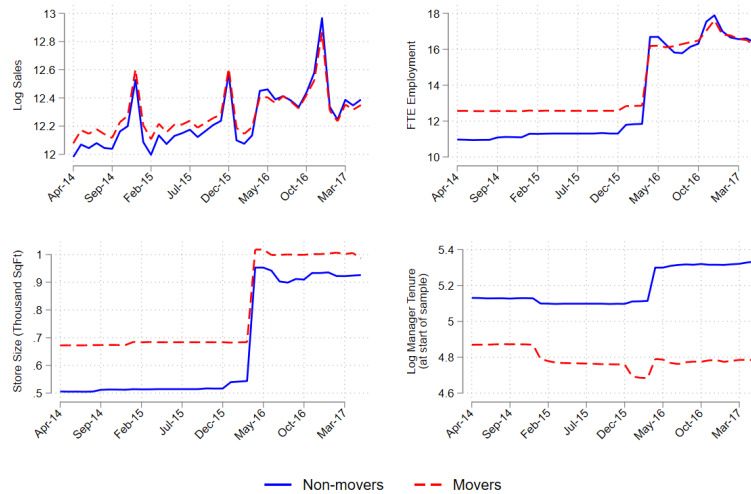 Log Sales
13
12.8
12.6
12.4
12.2
12
Apr-14
Sep-14
Feb-15
Jul-15
Dec-15
May-16
Oct-16
Mar-17
FTE Employment
18
16
14
12
10
Apr-14
Sep-14
Feb-15
Jul-15
Dec-15
May-16
Oct-16
Mar-17
Store Size (Thousand SqFt)
1
.9
.8
.7
.6
.5
Apr-14
Sep-14
Feb-15
Jul-15
Dec-15
May-16
Oct-16
Mar-17
Log Manager Tenure
(at start of sample)
5.4
5.2
5
4.8
4.6
Apr-14
Sep-14
Feb-15
Jul-15
Dec-15
May-16
Oct-16
Mar-17
Non-movers
Movers